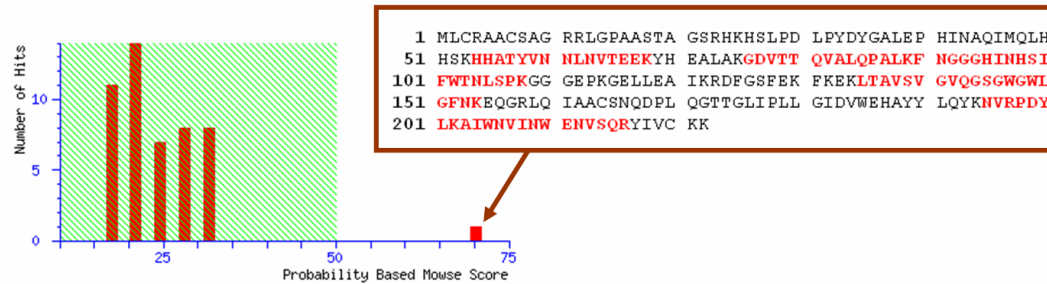 1 MLCRAACSAG RRLGPAASTA GSRHKHSLPD LPYDYGALEP HINAQIMQLH
51 HSKHHATYVN NLNVTEEKYH EALAKGDVTT QVALQPALKF NGGGHINHSI
101 FWTNLSPKGG GEPKGELLEA IKRDFGSFEK FKEKLTAVSV GVQGSGWGWL
151 GFNKEQGRLQ IAACSNQDPL QGTTGLIPLL GIDVWEHAYY LQYKNVRPDY
201 LKAIWNVINW ENVSQRYIVC KK
Number of Hits
10
5
0
25
50
75
Probability Based Mowse Score